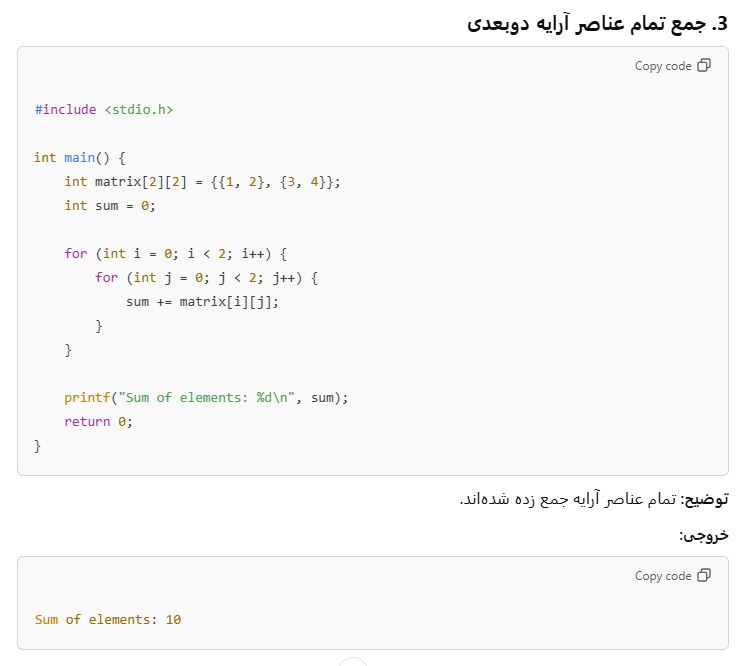 3. جمع تمام عناصر آرایه دوبعدی
Copy code
#include <stdio.h>
int main() {
    int matrix[2][2] = {{1, 2}, {3, 4}};
    int sum = 0;
    for (int i = 0; i < 2; i++) {
        for (int j = 0; j < 2; j++) {
            sum += matrix[i][j];
        }
    }
    printf("Sum of elements: %d\n", sum);
    return 0;
}
توضیح: تمام عناصر آرایه جمع زده شده‌اند.
خروجی:
Copy code
Sum of elements: 10